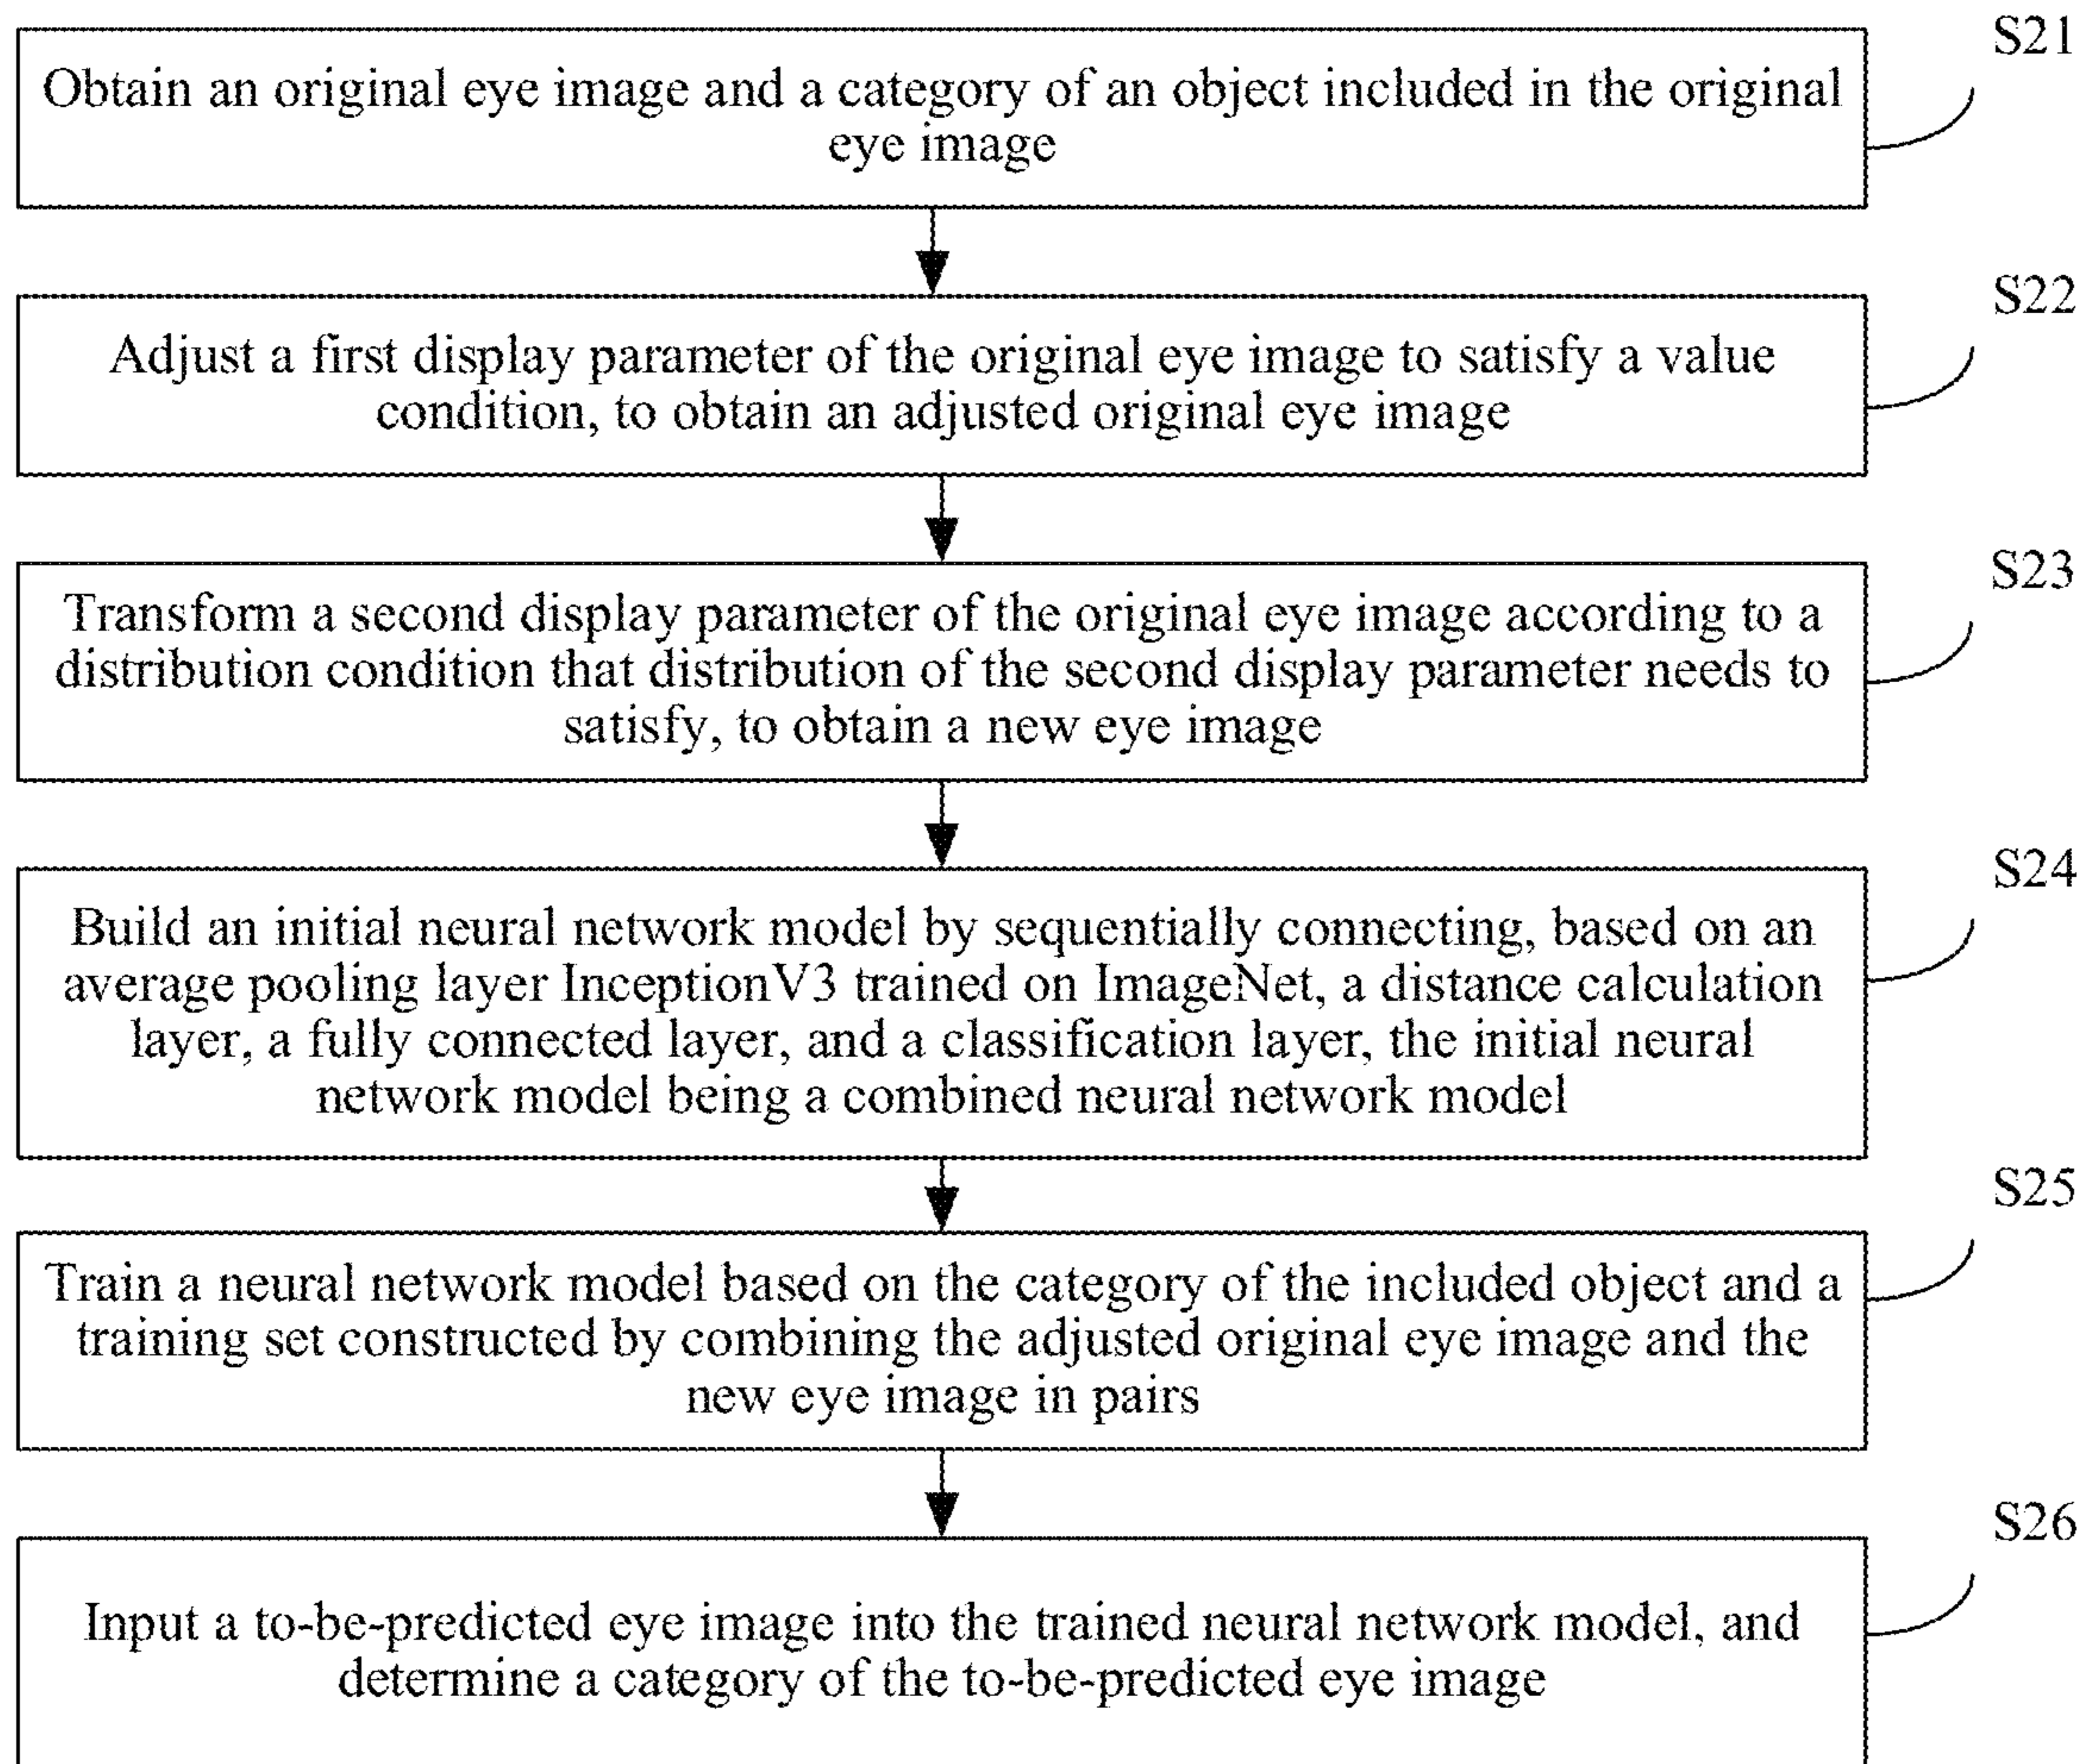 S21
Obtain an original eye image and a category of an object included in the original
eye image
S22
Adjust a first display parameter of the original eye image to satisfy a value
condition, to obtain an adjusted original eye image
S23
Transform a second display parameter of the original eye image according to a
distribution condition that distribution of the second display parameter needs to
satisfy, to obtain a new eye image
S24
Build an initial neural network model by sequentially connecting, based on an
average pooling layer InceptionV3 trained on ImageNet, a distance calculation
layer, a fully connected layer, and a classification layer, the initial neural
network model being a combined neural network model
S25
Train a neural network model based on the category of the included object and a
training set constructed by combining the adjusted original eye image and the
new eye image in pairs
S26
Input a to-be-predicted eye image into the trained neural network model, and
determine a category of the to-be-predicted eye image